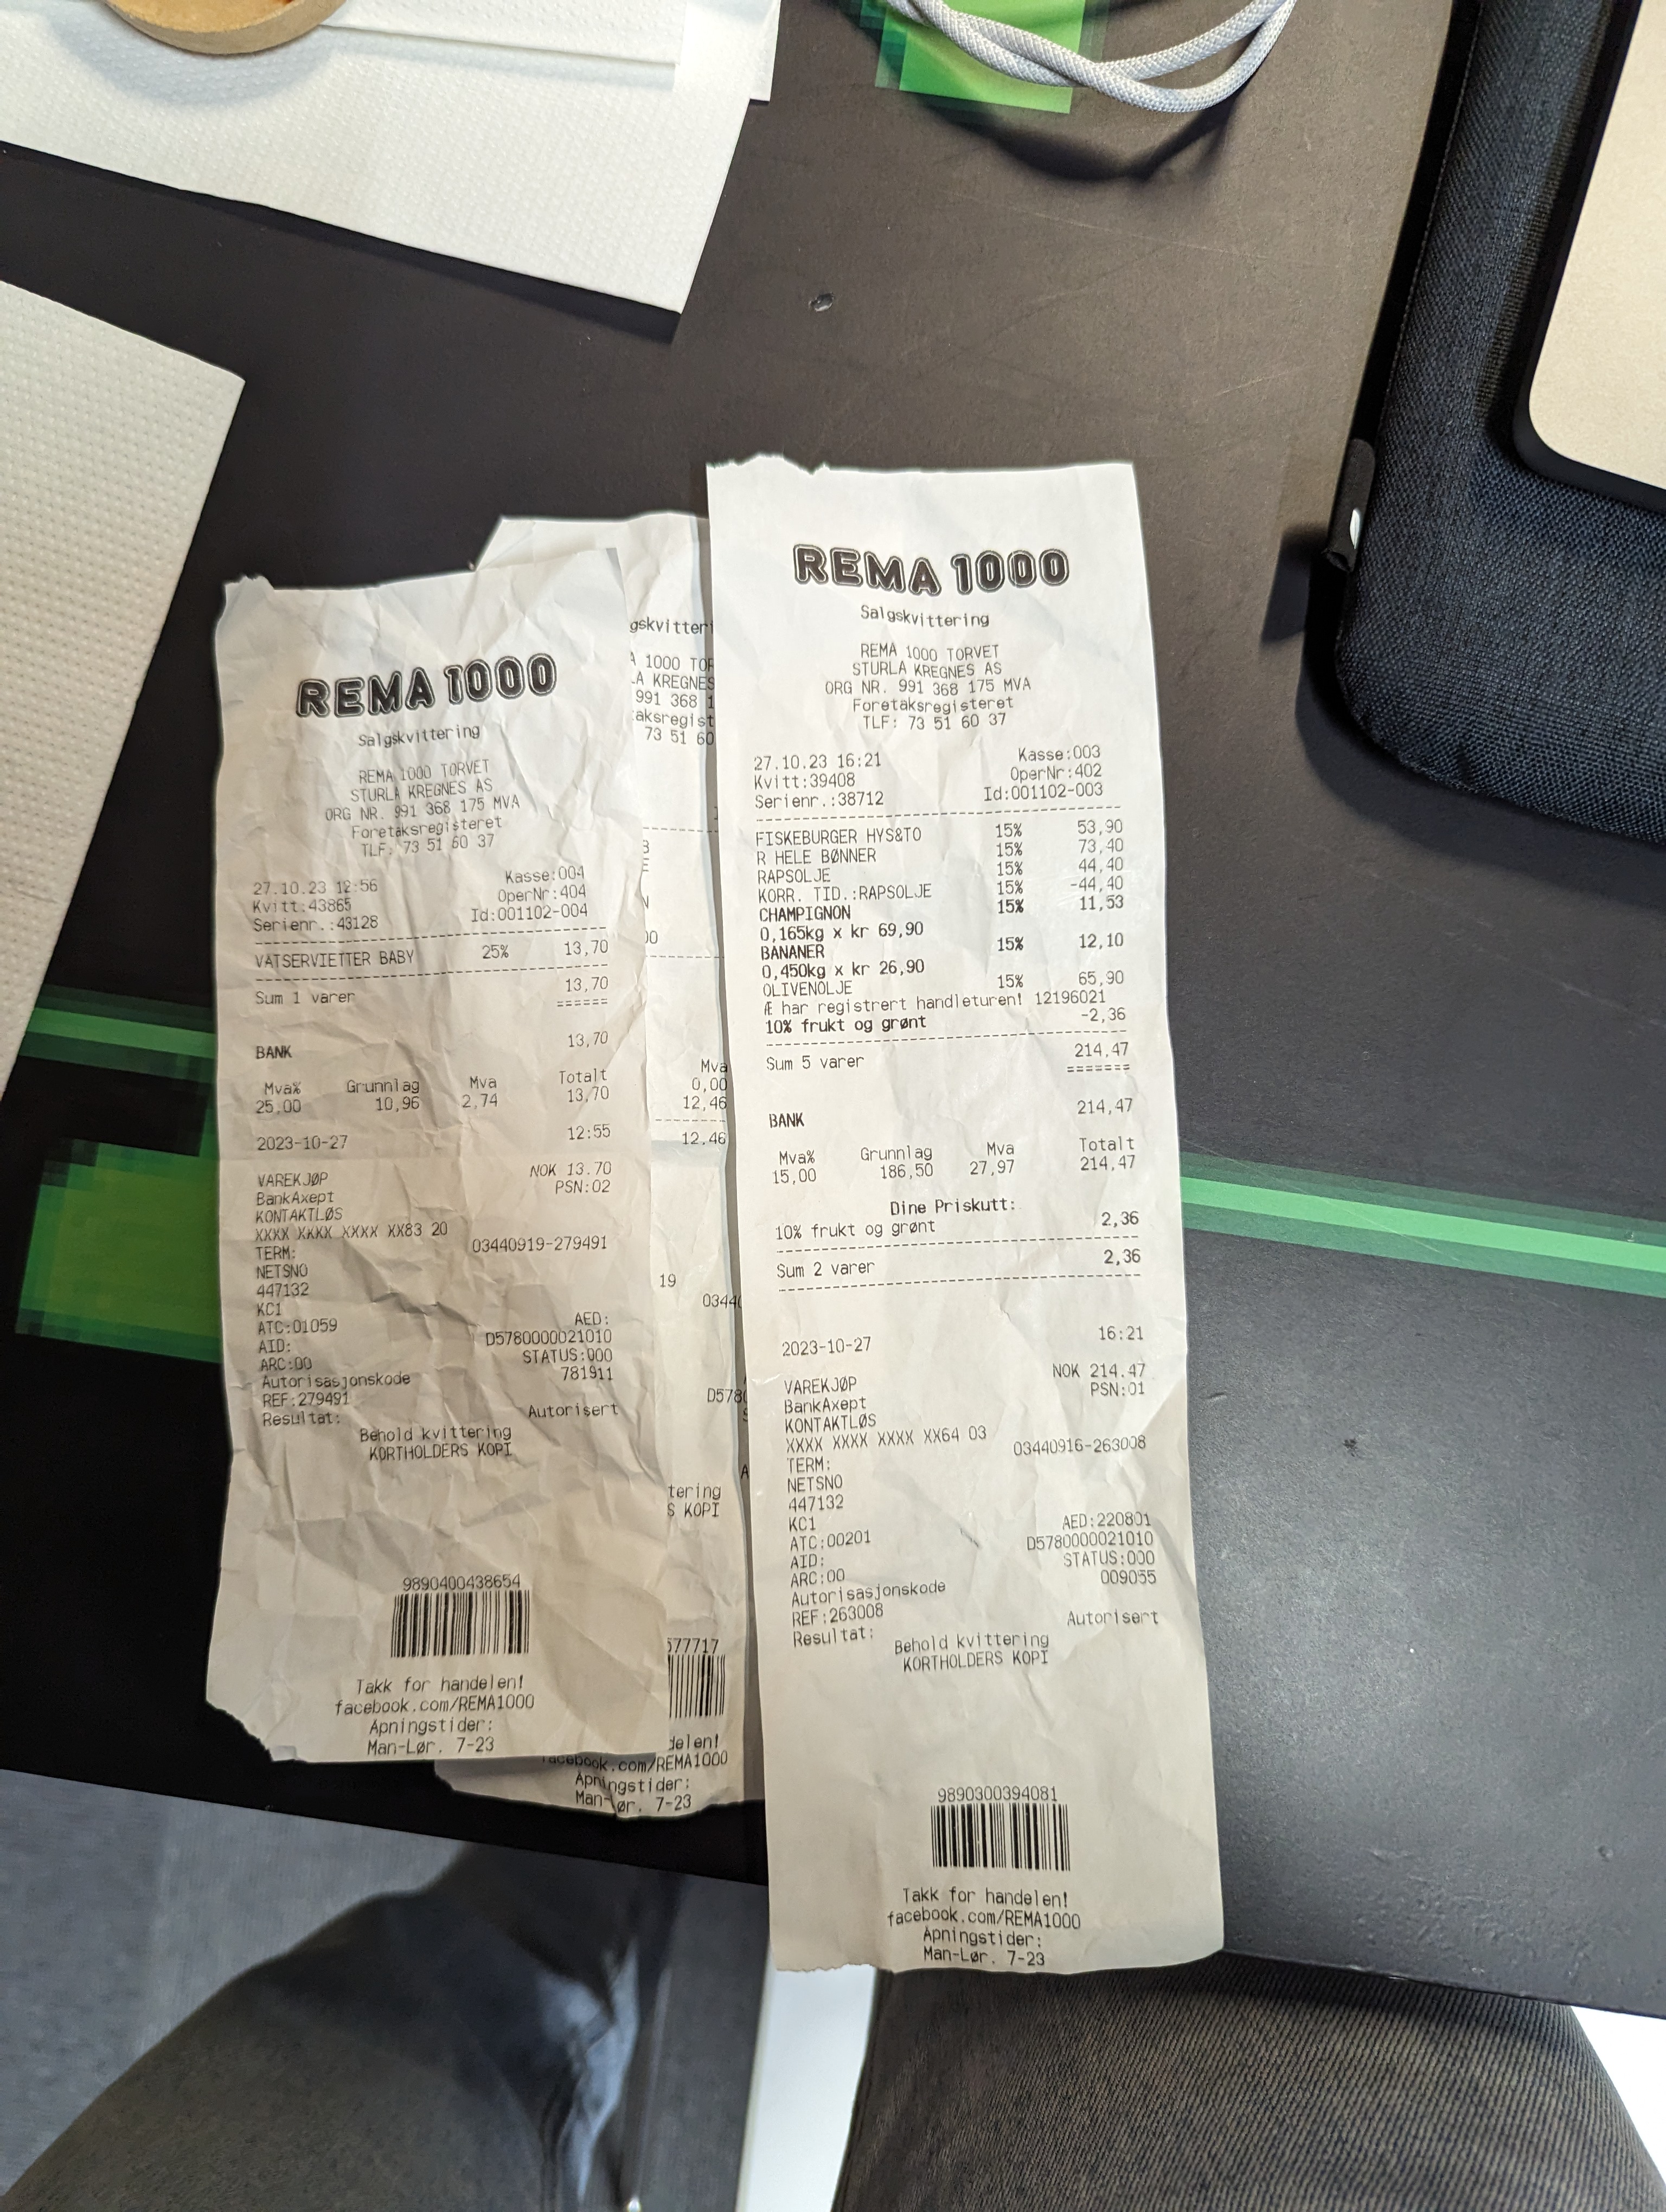 REMA 1000
Salgskvittering
REMA 1000 TORVET
STURLA KREGNES AS
ORG NR. 991 368 175 MVA
Foretaksregisteret
TLF: 73 51 60 37
27.10.23 12:56 Kasse:004
Kvitt:43865 OperNr:404
Serienr.:43128 Id:001102-004
VATSERVIETTER BABY 25% 13,70
Sum 1 varer 13,70
======
BANK 13,70
Mva% Grunnlag Mva Totalt
25,00 10,96 2,74 13,70
2023-10-27 12:55
VAREKJØP NOK 13.70
BankAxept PSN:02
KONTAKTLØS
XXXX XXXX XXXX XX83 20
TERM: 03440919-279491
NETSNO
447132
KC1
ATC:01059 AED:
AID: D5780000021010
ARC:00 STATUS:000
Autorisasjonskode 781911
REF:279491
Resultat: Autorisert
Behold kvittering
KORTHOLDERS KOPI
9890400438654
Takk for handelen!
facebook.com/REMA1000
Apningstider:
Man-Lør. 7-23
gskvitteri
1000 TOR
KREGNES
991 368 1
aksregist
73 51 60
Mva
0,00
12,46
12,46
19
0344
D578
tering
S KOPI
577717
delen!
facebook.com/REMA1000
Apningstider:
Man-Lør. 7-23
REMA 1000
Salgskvittering
REMA 1000 TORVET
STURLA KREGNES AS
ORG NR. 991 368 175 MVA
Foretaksregisteret
TLF: 73 51 60 37
27.10.23 16:21 Kasse:003
Kvitt:39408 OperNr:402
Serienr.:38712 Id:001102-003
FISKEBURGER HYS&TO 15% 53,90
R HELE BØNNER 15% 73,40
RAPSOLJE 15% 44,40
KORR. TID.:RAPSOLJE 15% -44,40
CHAMPIGNON 15% 11,53
0,165kg x kr 69,90
BANANER 15% 12,10
0,450kg x kr 26,90
OLIVENOLJE 15% 65,90
Æ har registrert handleturen! 12196021
10% frukt og grønt -2,36
Sum 5 varer 214,47
=======
BANK 214,47
Mva% Grunnlag Mva Totalt
15,00 186,50 27,97 214,47
Dine Priskutt:
10% frukt og grønt 2,36
Sum 2 varer 2,36
2023-10-27 16:21
VAREKJØP NOK 214.47
BankAxept PSN:01
KONTAKTLØS
XXXX XXXX XXXX XX64 03
TERM: 03440916-263008
NETSNO
447132
KC1
ATC:00201 AED:220801
AID: D5780000021010
ARC:00 STATUS:000
Autorisasjonskode 009055
REF:263008
Resultat: Autorisert
Behold kvittering
KORTHOLDERS KOPI
9890300394081
Takk for handelen!
facebook.com/REMA1000
Apningstider:
Man-Lør. 7-23